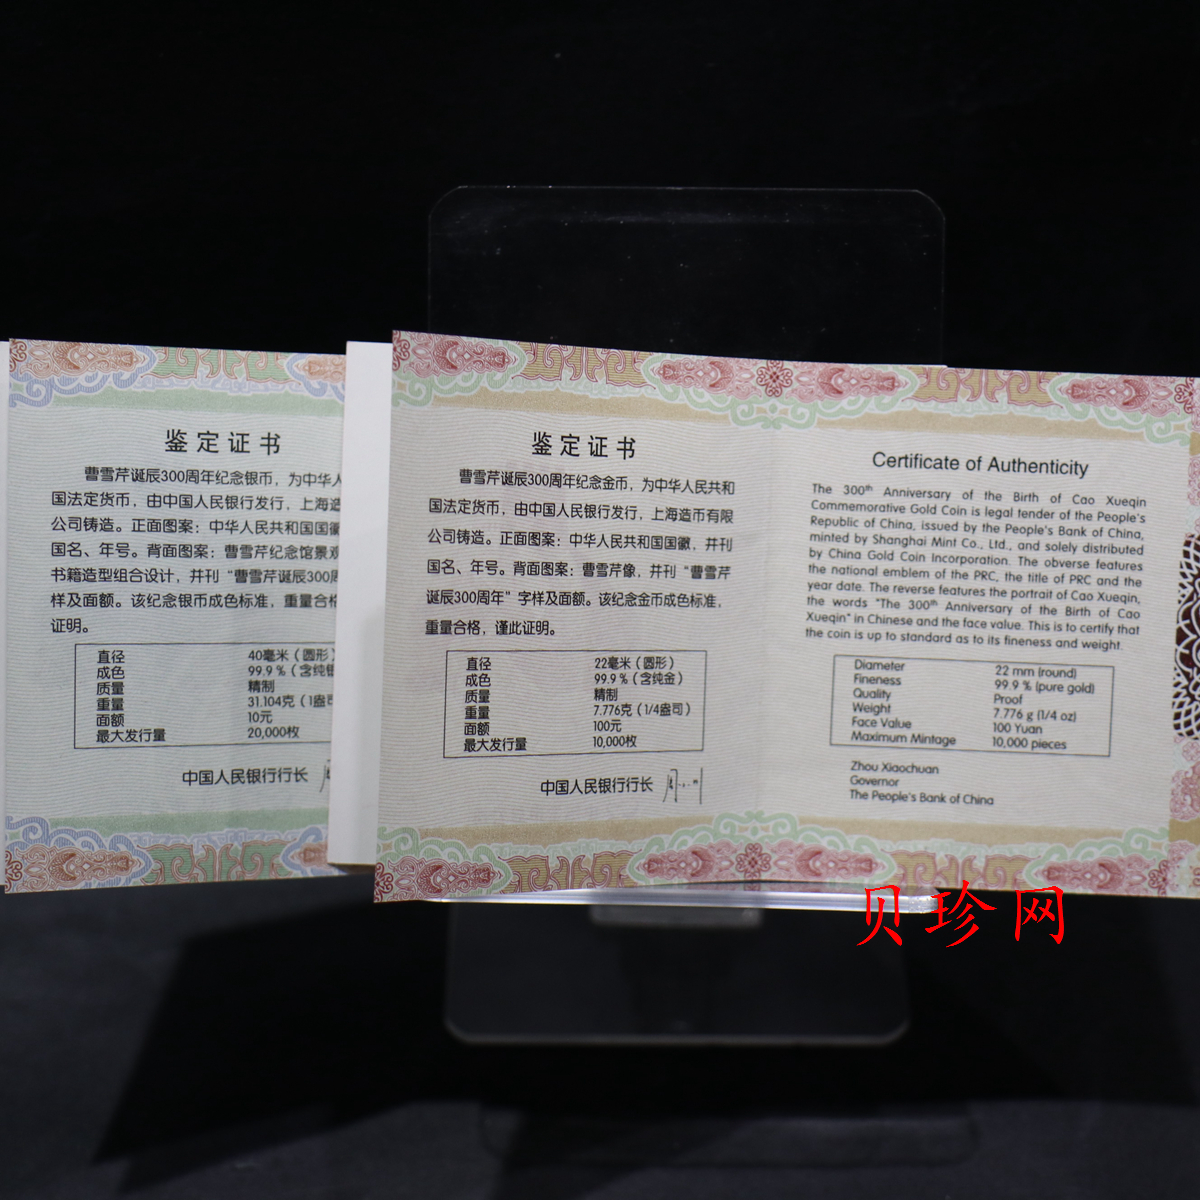 鉴定证书
曹雪芹诞辰300周年纪念银币，为中华人
国法定货币，由中国人民银行发行，上海造
公司铸造。正面图案：中华人民共和国国徽
国名、年号。背面图案：曹雪芹纪念馆景观
书籍造型组合设计，并刊“曹雪芹诞辰300周
样及面额。该纪念银币成色标准，重量合格
证明。
直径 40毫米（圆形）
成色 99.9％（含纯银
质量 精制
重量 31.104克（1盎司
面额 10元
最大发行量 20,000枚
中国人民银行行长
鉴定证书
曹雪芹诞辰300周年纪念金币，为中华人民共和
国法定货币，由中国人民银行发行，上海造币有限
公司铸造。正面图案：中华人民共和国国徽，并刊
国名、年号。背面图案：曹雪芹像，并刊“曹雪芹
诞辰300周年”字样及面额。该纪念金币成色标准，
重量合格，谨此证明。
直径 22毫米（圆形）
成色 99.9％（含纯金）
质量 精制
重量 7.776克（1/4盎司）
面额 100元
最大发行量 10,000枚
中国人民银行行长
Certificate of Authenticity
The 300th Anniversary of the Birth of Cao Xueqin
Commemorative Gold Coin is legal tender of the People's
Republic of China, issued by the People's Bank of China,
minted by Shanghai Mint Co., Ltd., and solely distributed
by China Gold Coin Incorporation. The obverse features
the national emblem of the PRC, the title of PRC and the
year date. The reverse features the portrait of Cao Xueqin,
the words "The 300th Anniversary of the Birth of Cao
Xueqin" in Chinese and the face value. This is to certify that
the coin is up to standard as to its fineness and weight.
Diameter 22 mm (round)
Fineness 99.9 % (pure gold)
Quality Proof
Weight 7.776 g (1/4 oz)
Face Value 100 Yuan
Maximum Mintage 10,000 pieces
Zhou Xiaochuan
Governor
The People's Bank of China
贝珍网